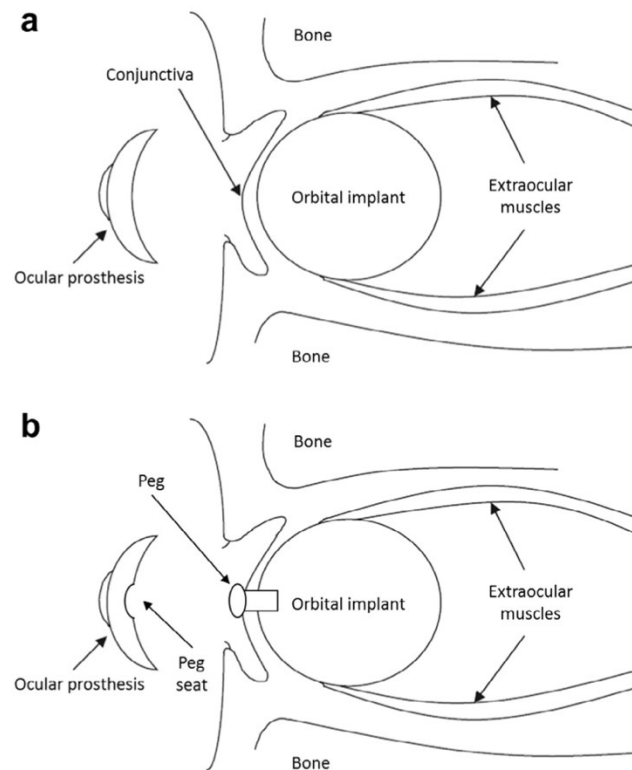 a
Bone
Conjunctiva
Orbital implant
Extraocular
muscles
Ocular prosthesis
Bone
b
Bone
Peg
Orbital implant
Extraocular
muscles
Ocular prosthesis
Peg
seat
Bone